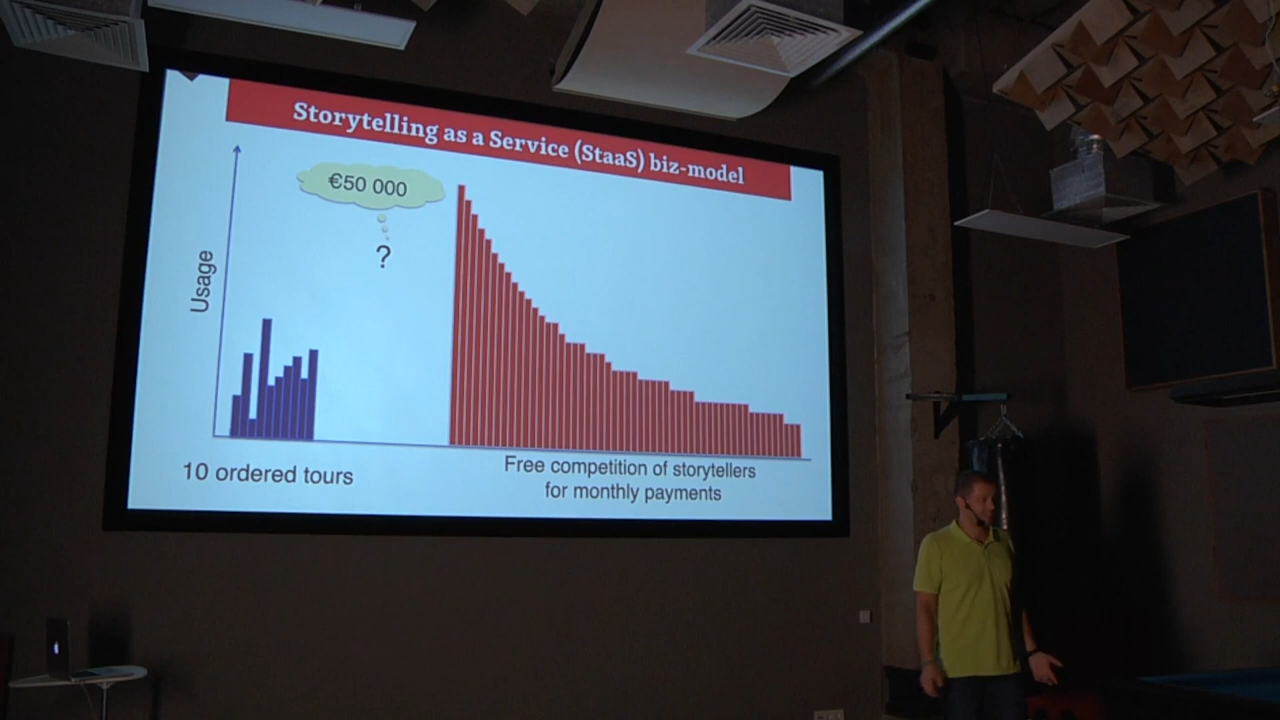 Storytelling as a Service (StaaS) biz-model
€50 000
?
Usage
10 ordered tours
Free competition of storytellers
for monthly payments